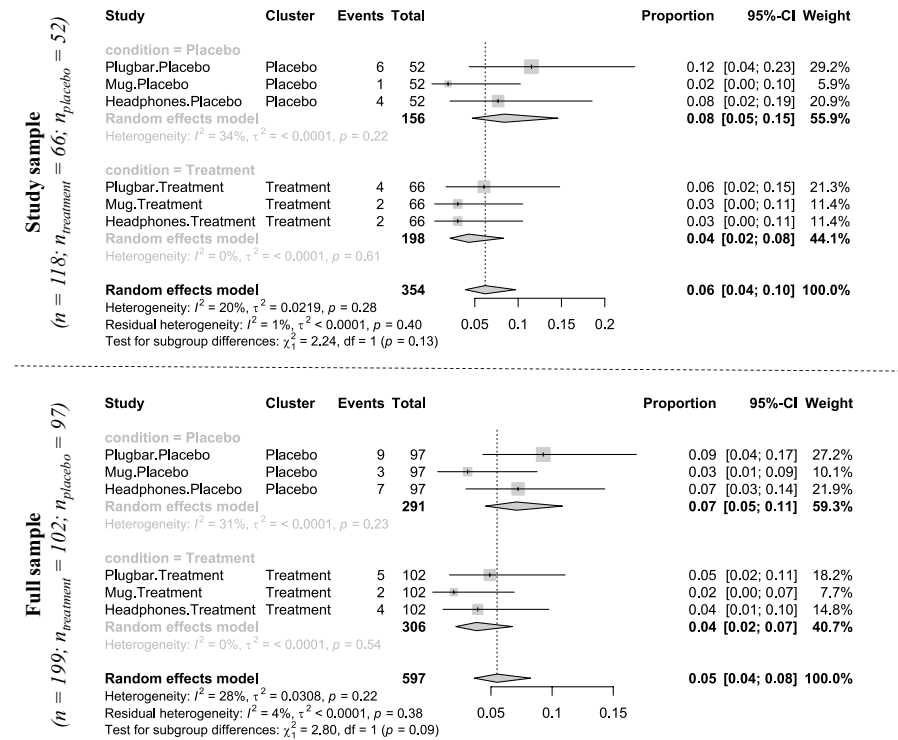 Study sample
(n = 118; n_treatment = 66; n_placebo = 52)
Study Cluster Events Total Proportion 95%-CI Weight
condition = Placebo
Plugbar.Placebo Placebo 6 52 0.12 [0.04; 0.23] 29.2%
Mug.Placebo Placebo 1 52 0.02 [0.00; 0.10] 5.9%
Headphones.Placebo Placebo 4 52 0.08 [0.02; 0.19] 20.9%
Random effects model 156 0.08 [0.05; 0.15] 55.9%
Heterogeneity: I² = 34%, τ² = < 0.0001, p = 0.22
condition = Treatment
Plugbar.Treatment Treatment 4 66 0.06 [0.02; 0.15] 21.3%
Mug.Treatment Treatment 2 66 0.03 [0.00; 0.11] 11.4%
Headphones.Treatment Treatment 2 66 0.03 [0.00; 0.11] 11.4%
Random effects model 198 0.04 [0.02; 0.08] 44.1%
Heterogeneity: I² = 0%, τ² = < 0.0001, p = 0.61
Random effects model 354 0.06 [0.04; 0.10] 100.0%
Heterogeneity: I² = 20%, τ² = 0.0219, p = 0.28
Residual heterogeneity: I² = 1%, τ² < 0.0001, p = 0.40
0.05 0.1 0.15 0.2
Test for subgroup differences: χ₁² = 2.24, df = 1 (p = 0.13)
Full sample
(n = 199; n_treatment = 102; n_placebo = 97)
Study Cluster Events Total Proportion 95%-CI Weight
condition = Placebo
Plugbar.Placebo Placebo 9 97 0.09 [0.04; 0.17] 27.2%
Mug.Placebo Placebo 3 97 0.03 [0.01; 0.09] 10.1%
Headphones.Placebo Placebo 7 97 0.07 [0.03; 0.14] 21.9%
Random effects model 291 0.07 [0.05; 0.11] 59.3%
Heterogeneity: I² = 31%, τ² = < 0.0001, p = 0.23
condition = Treatment
Plugbar.Treatment Treatment 5 102 0.05 [0.02; 0.11] 18.2%
Mug.Treatment Treatment 2 102 0.02 [0.00; 0.07] 7.7%
Headphones.Treatment Treatment 4 102 0.04 [0.01; 0.10] 14.8%
Random effects model 306 0.04 [0.02; 0.07] 40.7%
Heterogeneity: I² = 0%, τ² = < 0.0001, p = 0.54
Random effects model 597 0.05 [0.04; 0.08] 100.0%
Heterogeneity: I² = 28%, τ² = 0.0308, p = 0.22
Residual heterogeneity: I² = 4%, τ² < 0.0001, p = 0.38
0.05 0.1 0.15
Test for subgroup differences: χ₁² = 2.80, df = 1 (p = 0.09)